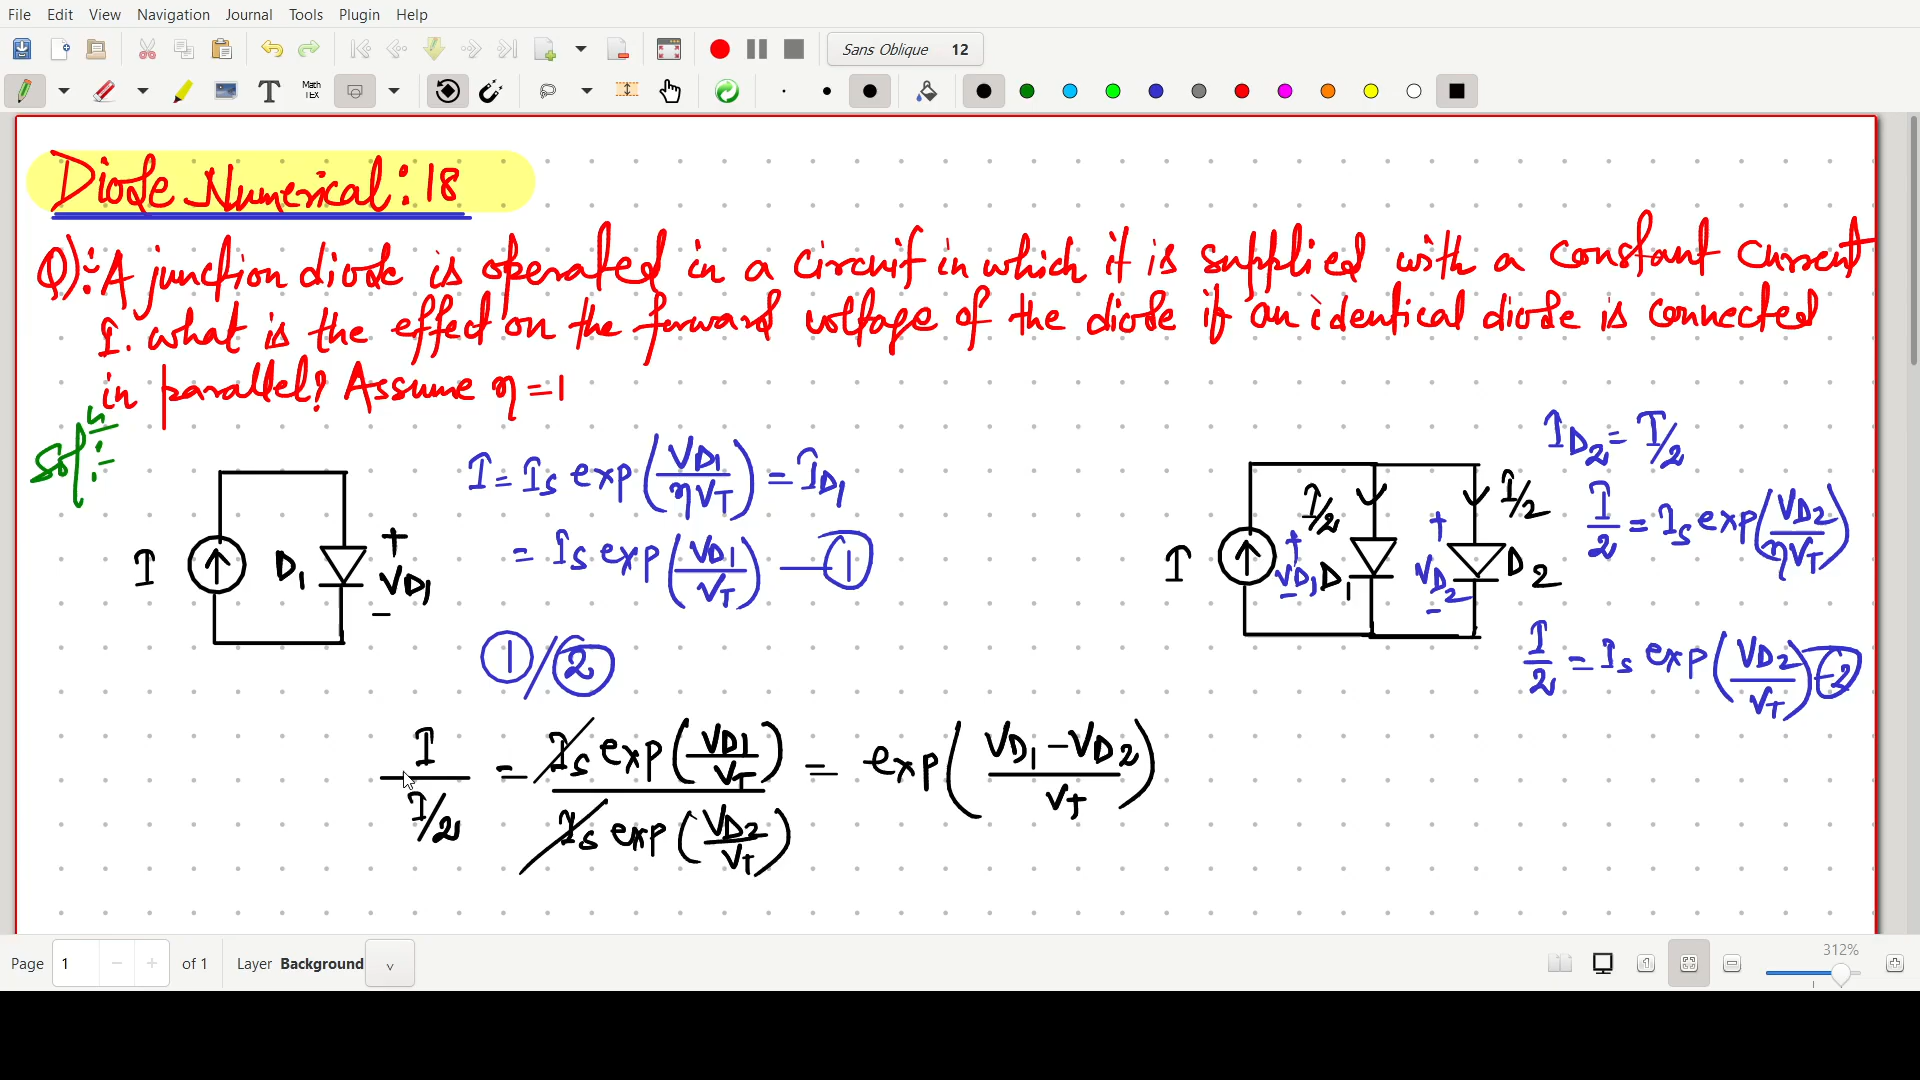 File Edit View Navigation Journal Tools Plugin Help
Sans Oblique 12
Math TEX
Diode Numerical: 18
Q):- A junction diode is operated in a circuit in which it is supplied with a constant current
I. what is the effect on the forward voltage of the diode if an identical diode is connected
in parallel? Assume η = 1
Solⁿ:-
I D1 + VD1 −
I = Is exp(VD1/ηVT) = ID1
= Is exp(VD1/VT) — ①
①/②
I I/2 I/2 + VD1 − D1 + VD2 − D2
ID2 = I/2
I/2 = Is exp(VD2/ηVT)
I/2 = Is exp(VD2/VT) — ②
I/(I/2) = Is exp(VD1/VT) / Is exp(VD2/VT) = exp((VD1 − VD2)/VT)
Page 1 of 1 Layer Background 312%